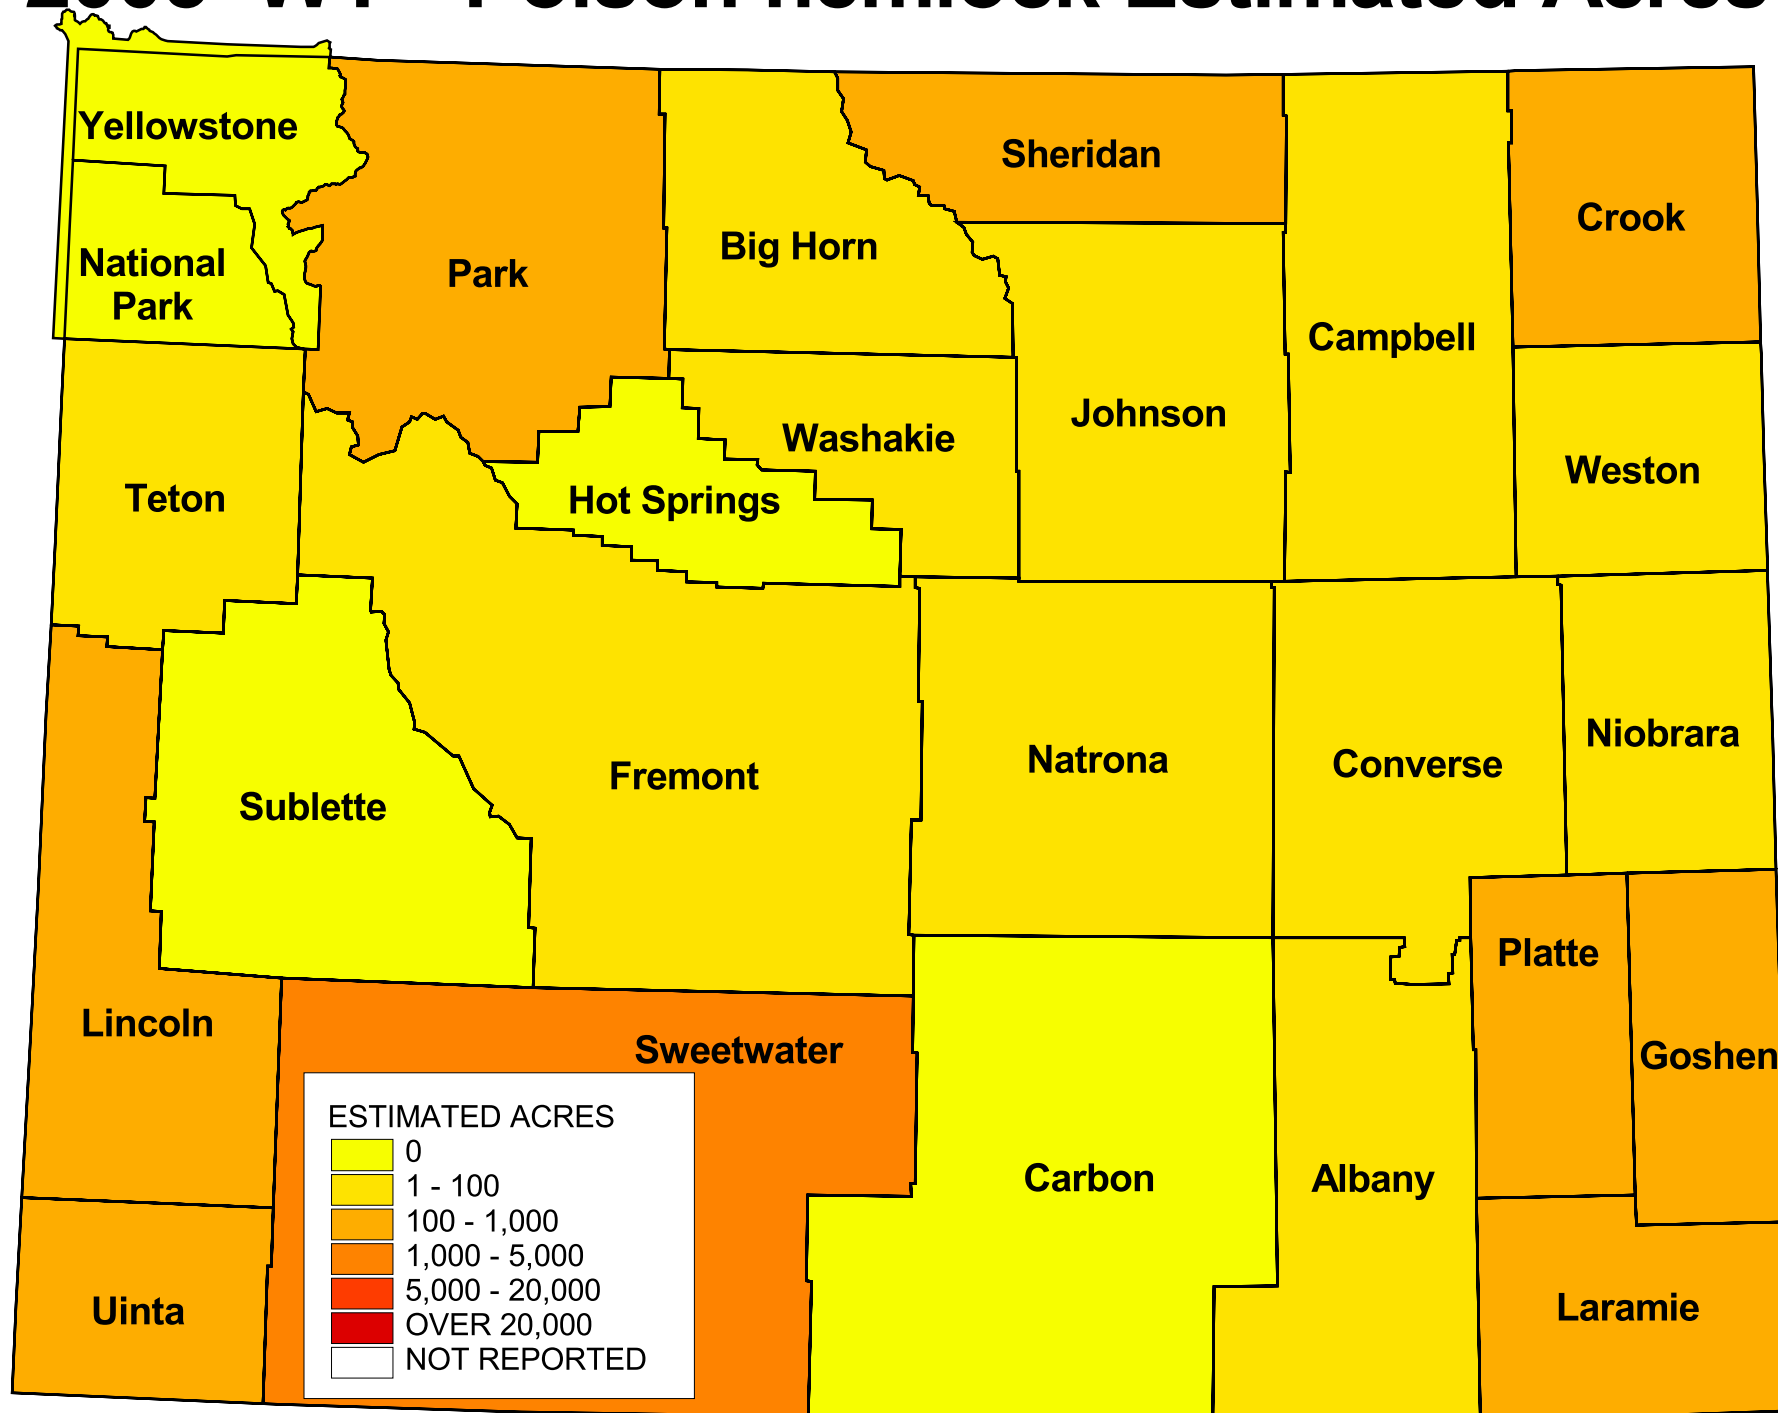 Yellowstone
National
Park
Park
Big Horn
Sheridan
Crook
Campbell
Johnson
Washakie
Weston
Teton
Hot Springs
Fremont
Natrona
Converse
Niobrara
Sublette
Platte
Lincoln
Sweetwater
Goshen
Carbon
Albany
Uinta
Laramie
ESTIMATED ACRES
0
1 - 100
100 - 1,000
1,000 - 5,000
5,000 - 20,000
OVER 20,000
NOT REPORTED